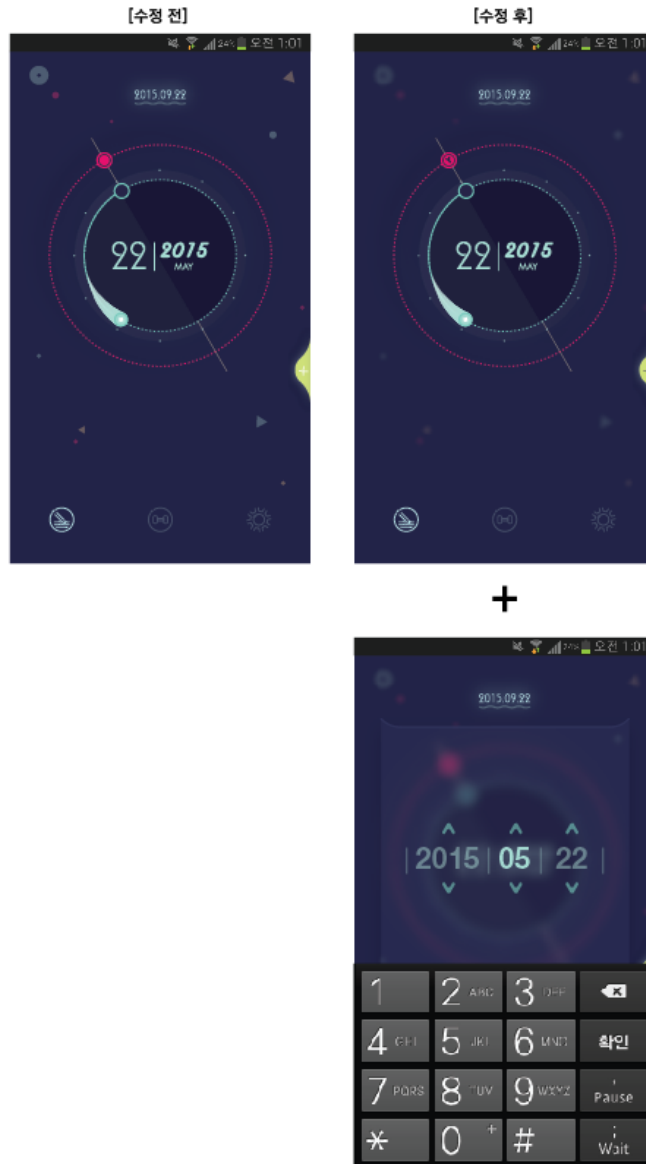 [수정 전]
[수정 후]
24% 오전 1:01
24% 오전 1:01
2015.09.22
2015.09.22
22 | 2015
MAY
22 | 2015
MAY
+
24% 오전 1:01
2015.09.22
| 2015 | 05 | 22 |
1 2 ABC 3 DEF
4 GHI 5 JKL 6 MNO 확인
7 PQRS 8 TUV 9 WXYZ , Pause
* 0 + # ; Wait